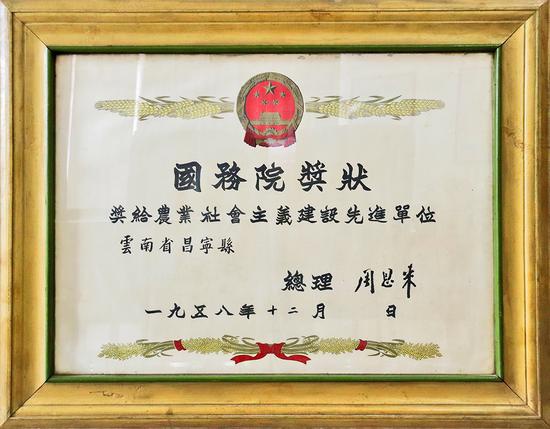 國務院獎狀
獎給農業社會主義建設先進單位
雲南省昌寧縣
總理 周恩來
一九五八年十二月 日